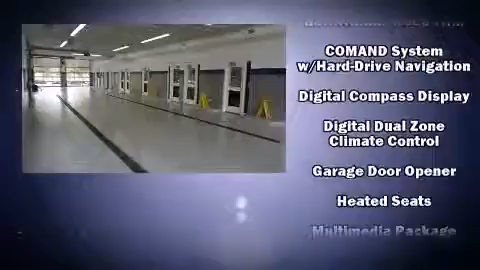 COMAND System
w/Hard-Drive Navigation
Digital Compass Display
Digital Dual Zone
Climate Control
Garage Door Opener
Heated Seats
Multimedia Package